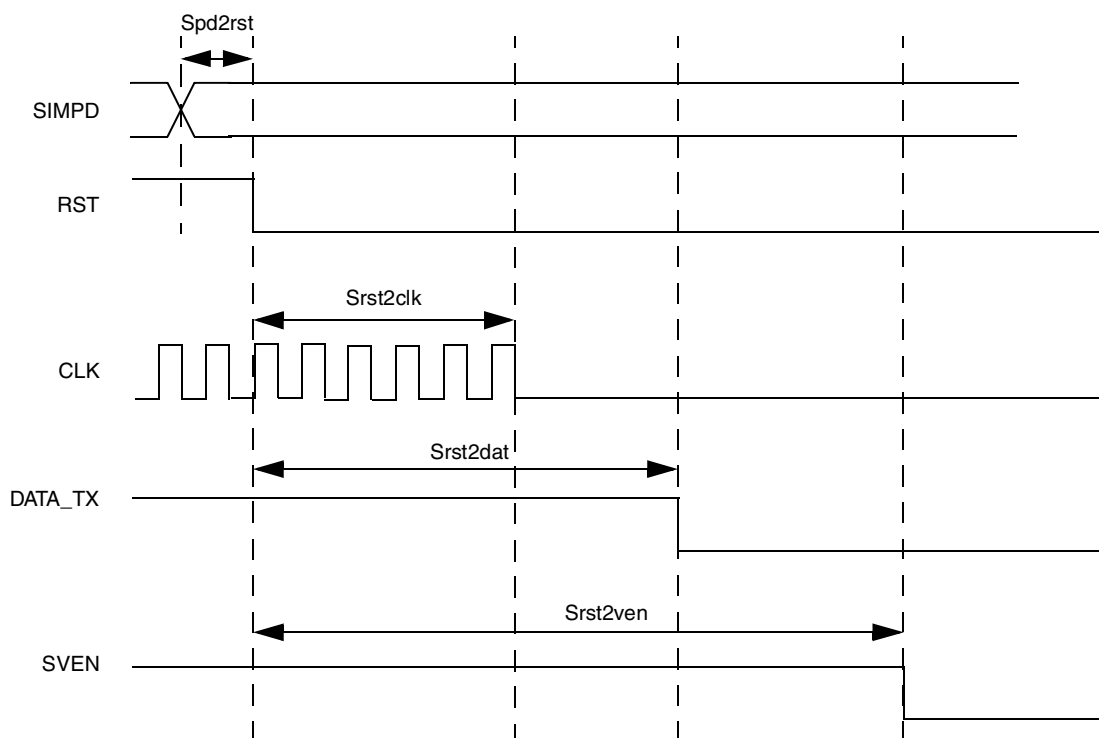 Spd2rst
SIMPD
RST
Srst2clk
CLK
Srst2dat
DATA_TX
Srst2ven
SVEN